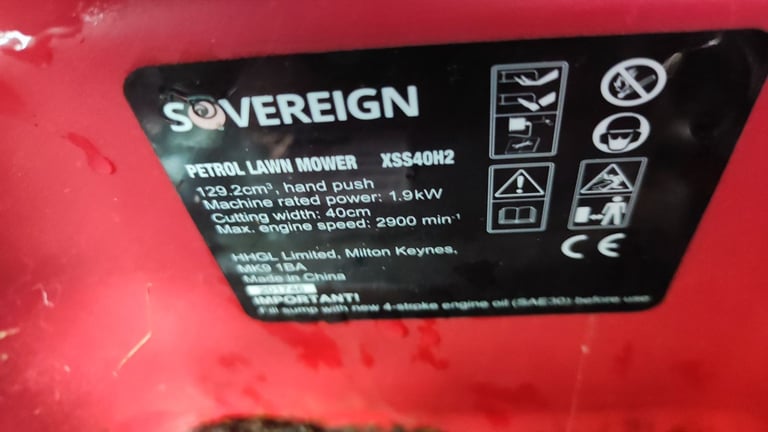 SOVEREIGN
PETROL LAWN MOWER XSS40H2
129.2cm³, hand push
Machine rated power: 1.9kW
Cutting width: 40cm
Max. engine speed: 2900 min⁻¹
HHGL Limited, Milton Keynes,
MK9 1BA
Made in China
IMPORTANT!
Fill sump with new 4-stroke engine oil (SAE30) before use
CE